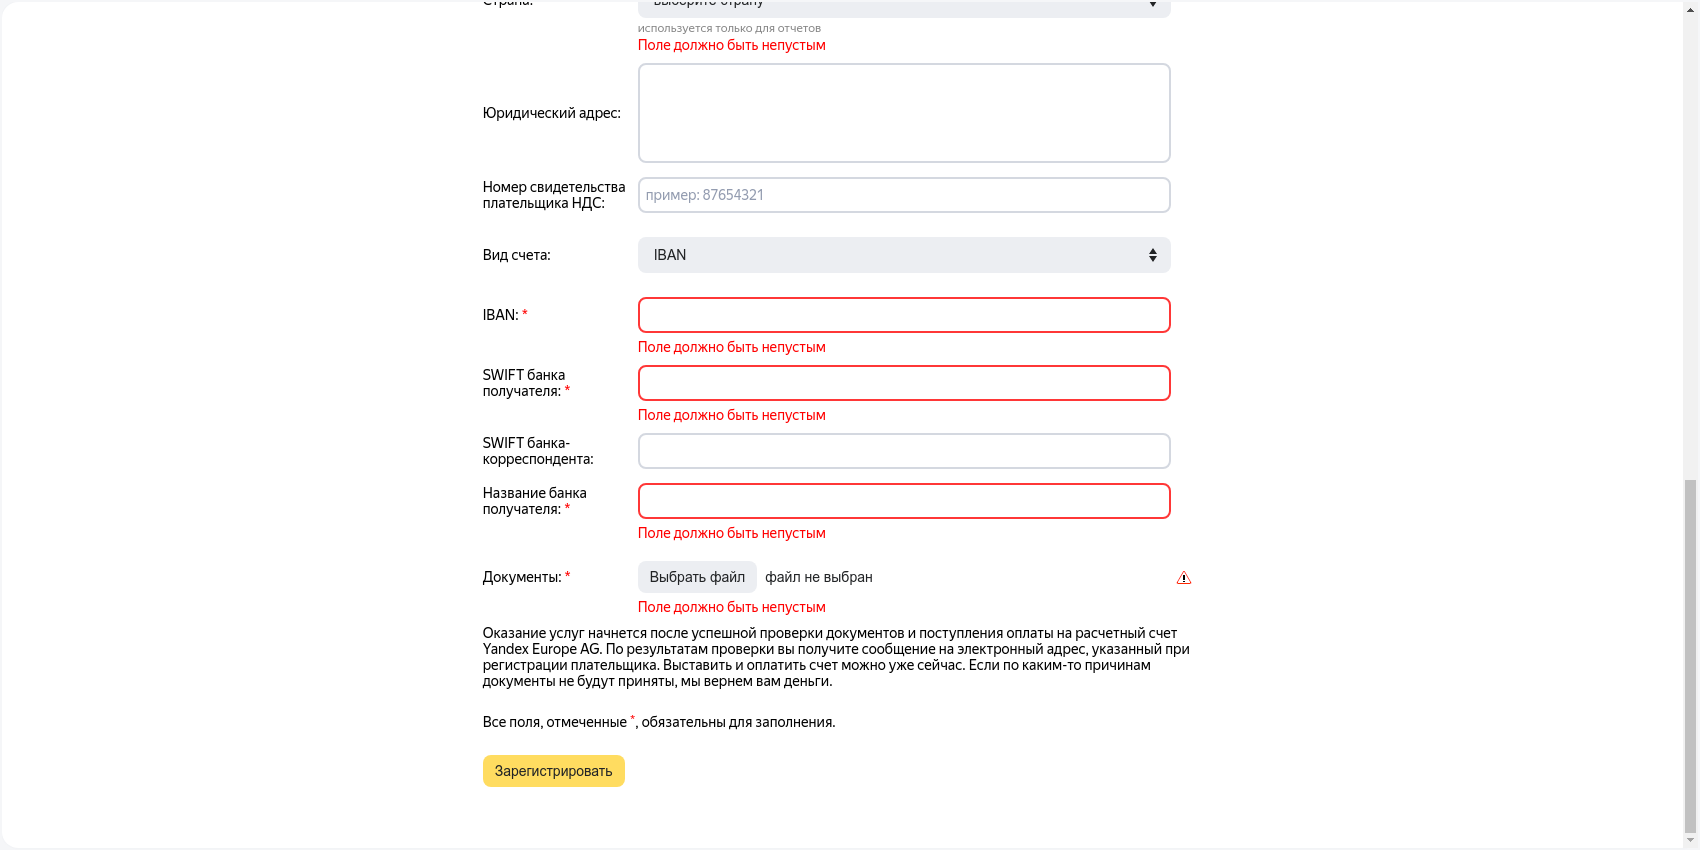 Страна:
выберите страну
используется только для отчетов
Поле должно быть непустым
Юридический адрес:
Номер свидетельства
плательщика НДС:
пример: 87654321
Вид счета:
IBAN
IBAN: *
Поле должно быть непустым
SWIFT банка
получателя: *
Поле должно быть непустым
SWIFT банка-
корреспондента:
Название банка
получателя: *
Поле должно быть непустым
Документы: *
Выбрать файл
файл не выбран
Поле должно быть непустым
Оказание услуг начнется после успешной проверки документов и поступления оплаты на расчетный счет
Yandex Europe AG. По результатам проверки вы получите сообщение на электронный адрес, указанный при
регистрации плательщика. Выставить и оплатить счет можно уже сейчас. Если по каким-то причинам
документы не будут приняты, мы вернем вам деньги.
Все поля, отмеченные *, обязательны для заполнения.
Зарегистрировать